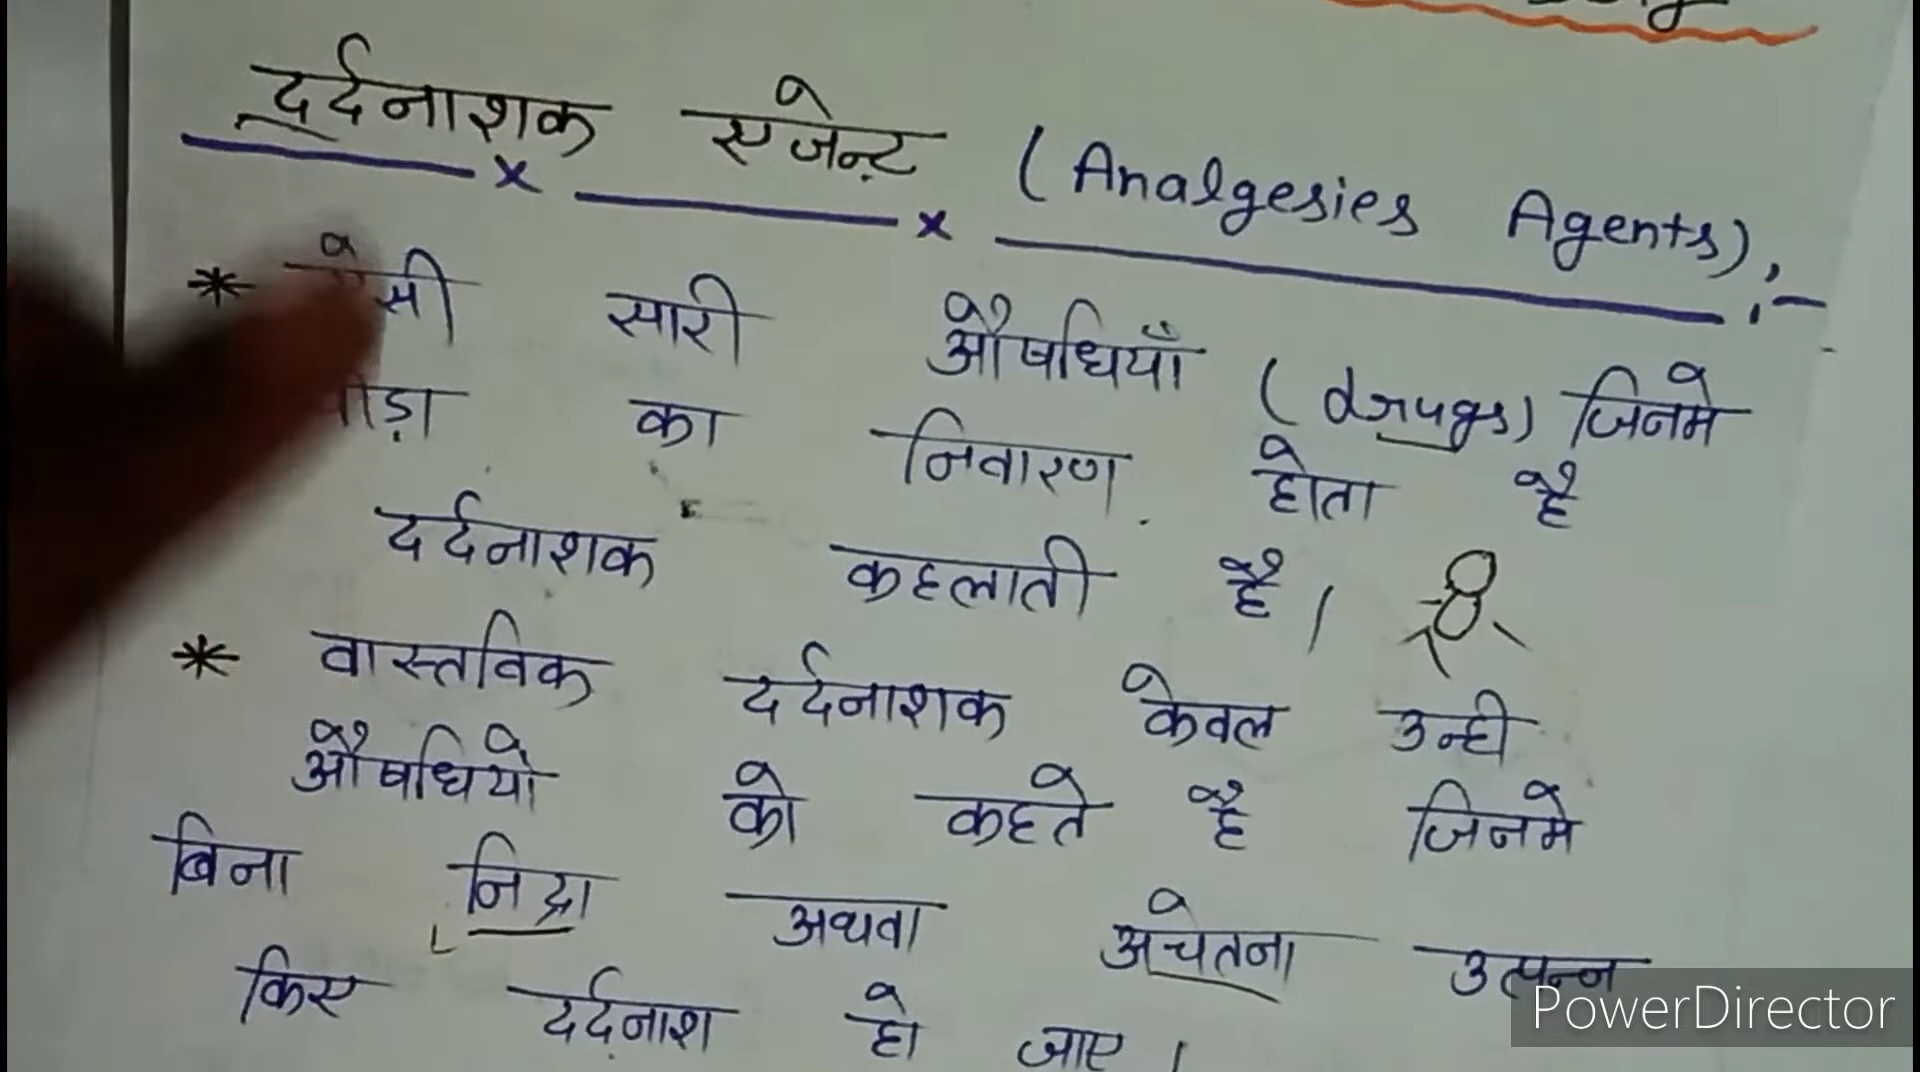 दर्दनाशक एजेन्ट (Analgesies Agents),:-
* सारी औषधियाँ (drugs) जिनमे
का निवारण होता है
दर्दनाशक कहलाती है।
* वास्तविक दर्दनाशक केवल उन्ही
औषधियो को कहते है जिनमे
बिना निद्रा अथवा अचेतना उत्पन्न
किए दर्दनाश हो जाए।
PowerDirector